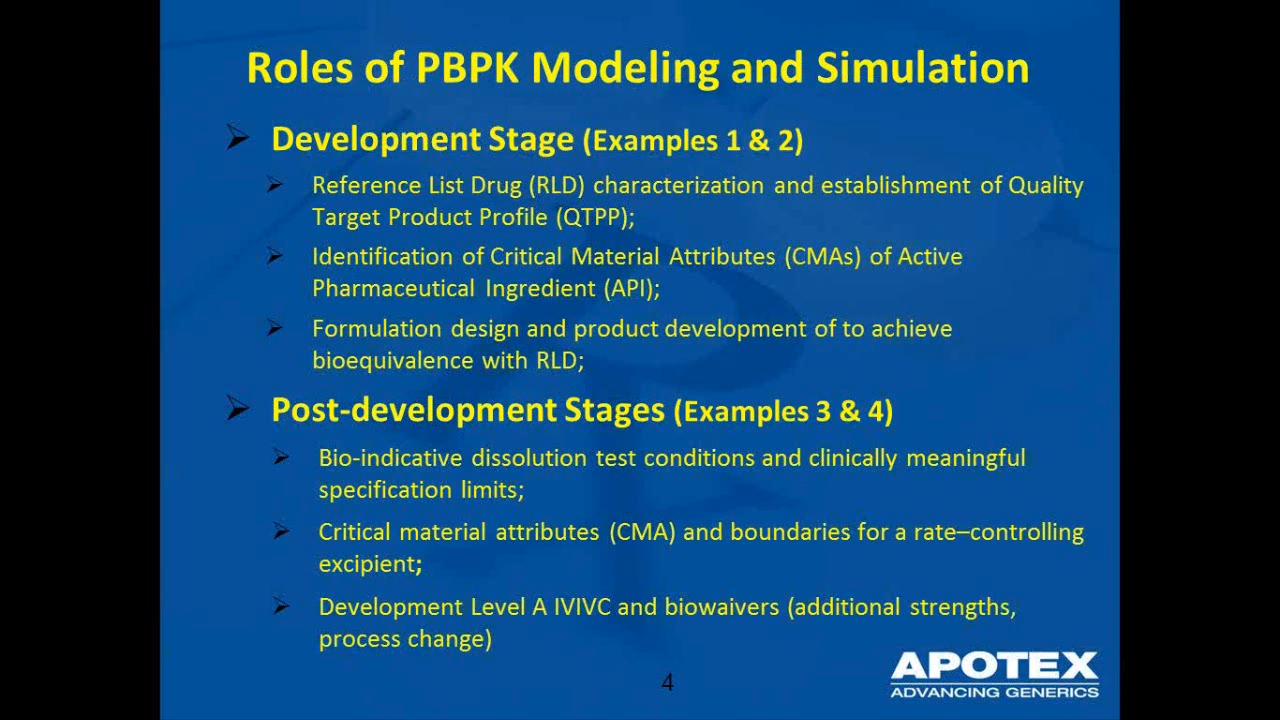 Roles of PBPK Modeling and Simulation
Development Stage (Examples 1 & 2)
Reference List Drug (RLD) characterization and establishment of Quality
Target Product Profile (QTPP);
Identification of Critical Material Attributes (CMAs) of Active
Pharmaceutical Ingredient (API);
Formulation design and product development of to achieve
bioequivalence with RLD;
Post-development Stages (Examples 3 & 4)
Bio-indicative dissolution test conditions and clinically meaningful
specification limits;
Critical material attributes (CMA) and boundaries for a rate–controlling
excipient;
Development Level A IVIVC and biowaivers (additional strengths,
process change)
4
APOTEX
ADVANCING GENERICS